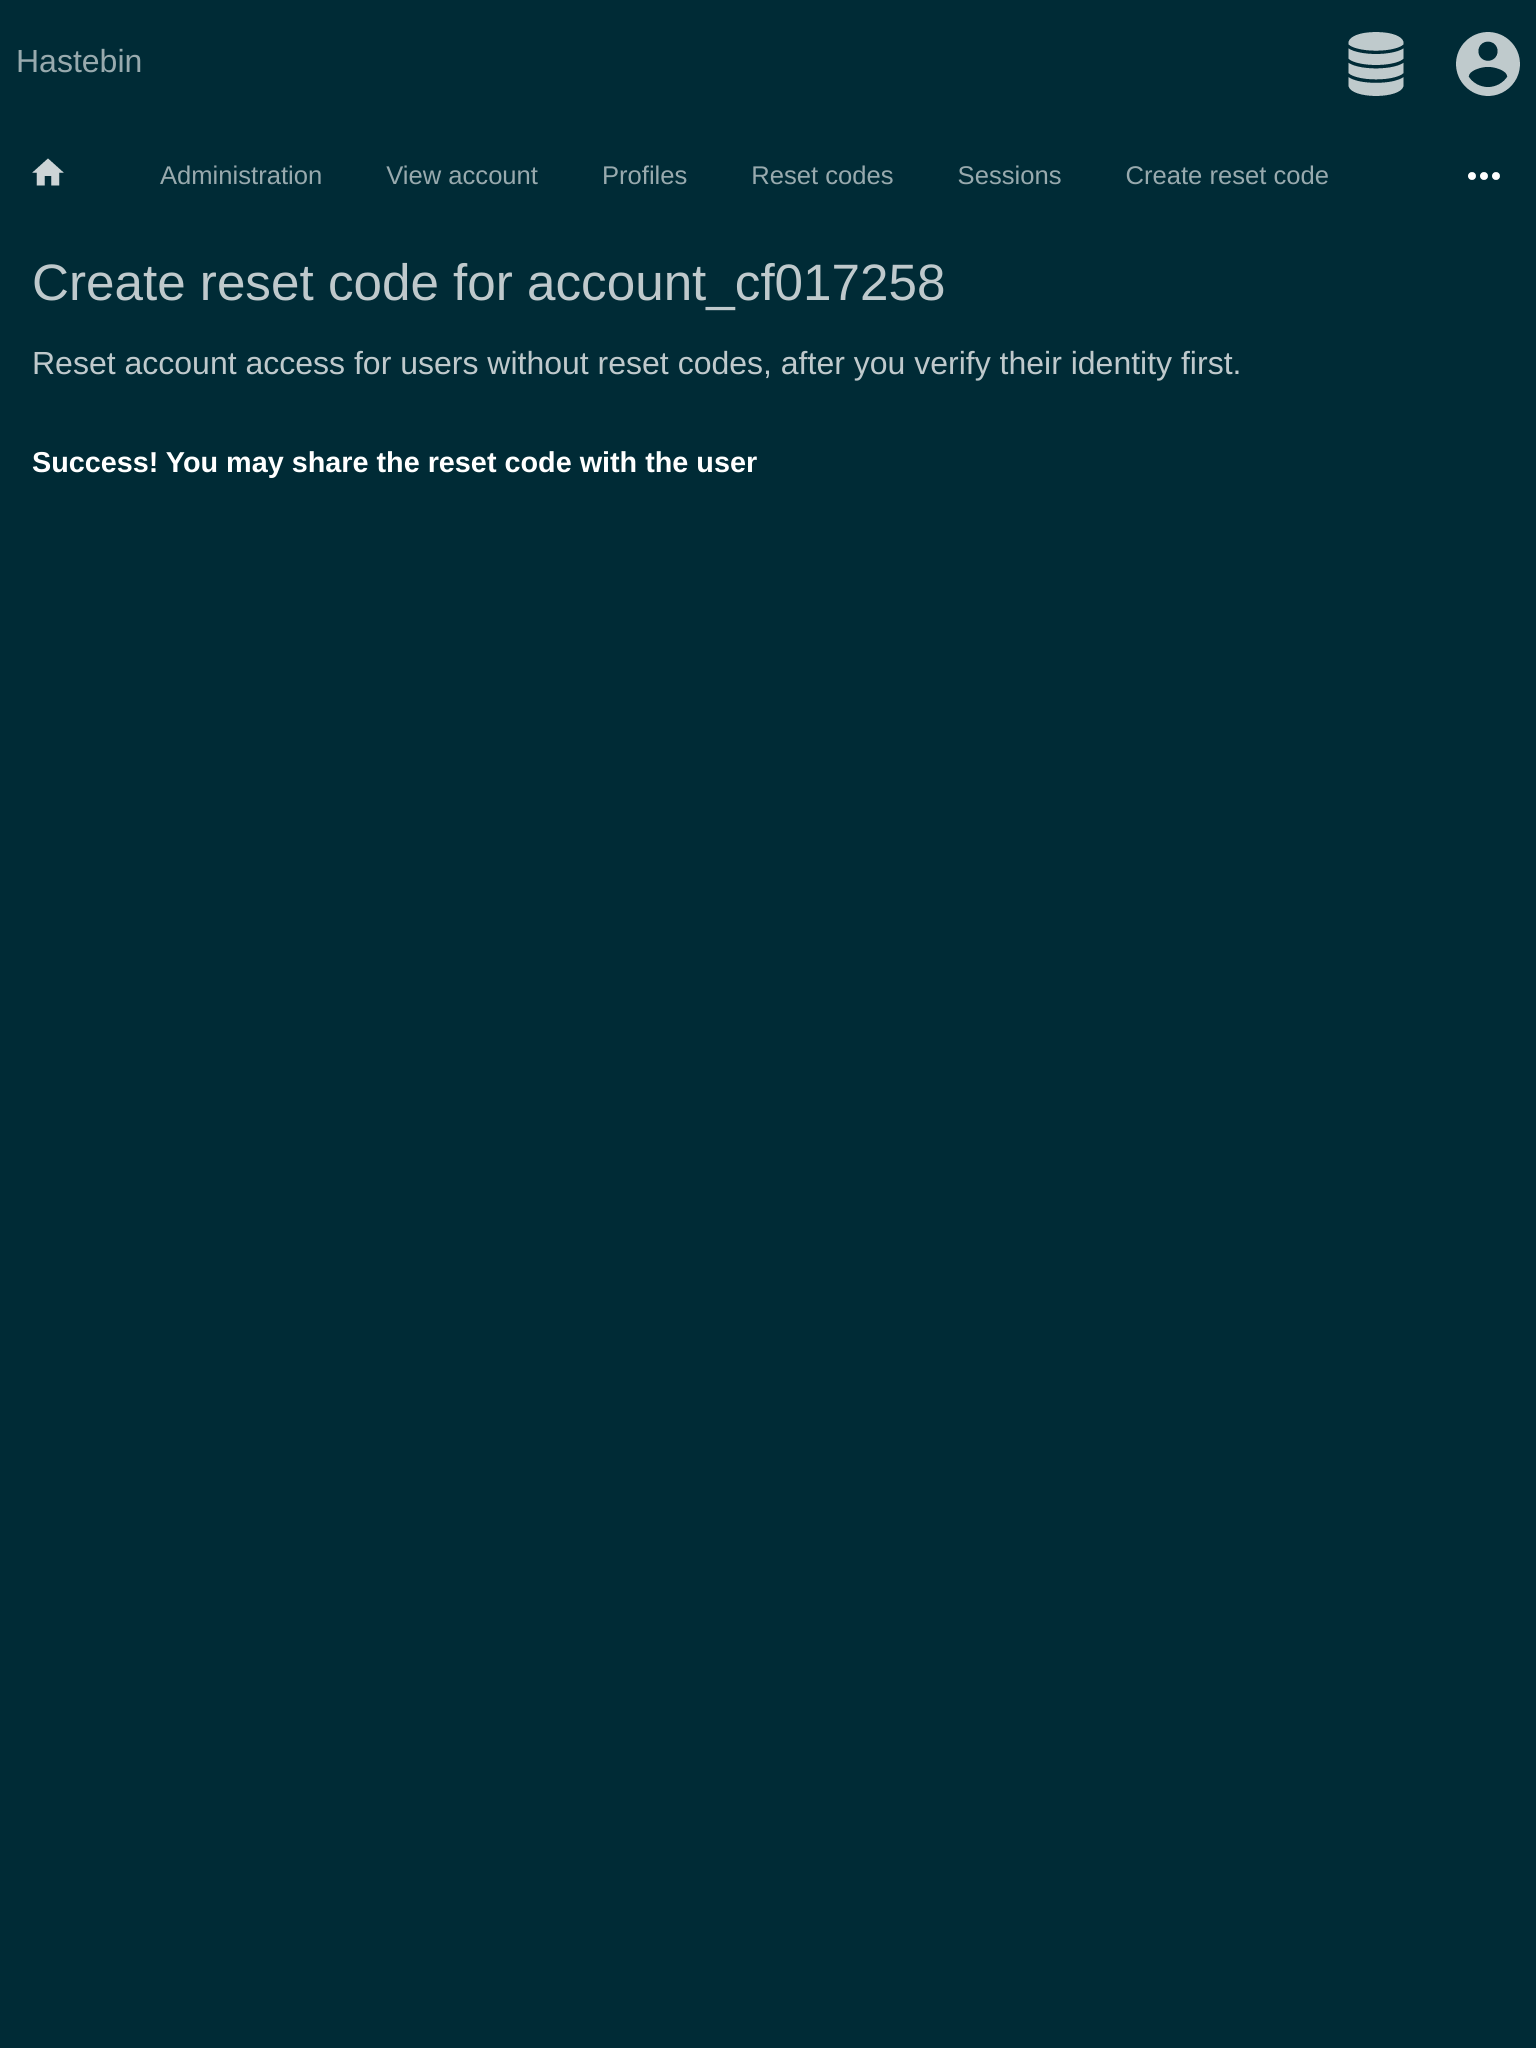 Hastebin
Administration View account Profiles Reset codes Sessions Create reset code
Create reset code for account_cf017258
Reset account access for users without reset codes, after you verify their identity first.
Success! You may share the reset code with the user